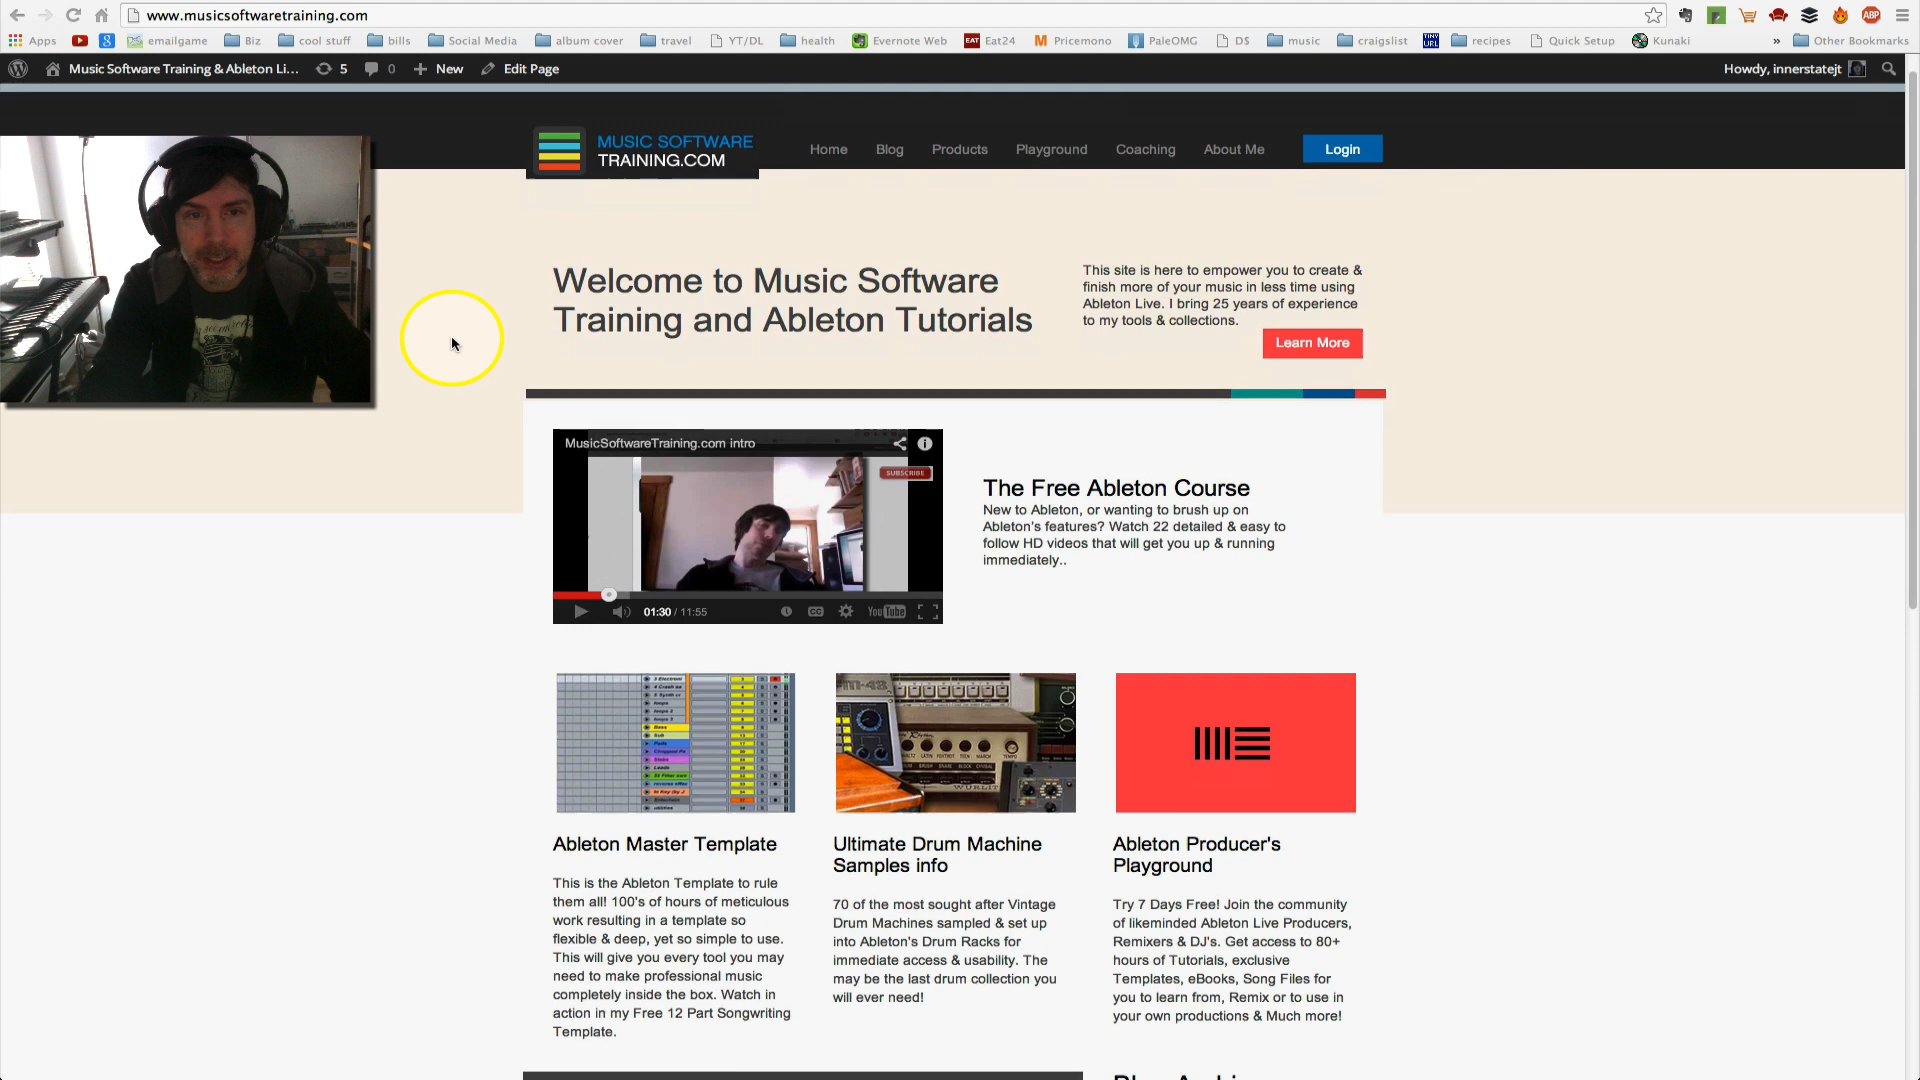 www.musicsoftwaretraining.com
Apps emailgame Biz cool stuff bills Social Media album cover travel YT/DL health Evernote Web EAT Eat24 Pricemono PaleOMG D$ music craigslist TINY URL recipes Quick Setup Kunaki » Other Bookmarks
Music Software Training & Ableton Li... 5 0 New Edit Page Howdy, innerstatejt
MUSIC SOFTWARE
TRAINING.COM
Home Blog Products Playground Coaching About Me Login
Welcome to Music Software
Training and Ableton Tutorials
This site is here to empower you to create &
finish more of your music in less time using
Ableton Live. I bring 25 years of experience
to my tools & collections.
Learn More
MusicSoftwareTraining.com intro
SUBSCRIBE
01:30 / 11:55 CC YouTube
The Free Ableton Course
New to Ableton, or wanting to brush up on
Ableton's features? Watch 22 detailed & easy to
follow HD videos that will get you up & running
immediately..
Ableton Master Template
This is the Ableton Template to rule
them all! 100's of hours of meticulous
work resulting in a template so
flexible & deep, yet so simple to use.
This will give you every tool you may
need to make professional music
completely inside the box. Watch in
action in my Free 12 Part Songwriting
Template.
Ultimate Drum Machine
Samples info
70 of the most sought after Vintage
Drum Machines sampled & set up
into Ableton's Drum Racks for
immediate access & usability. The
may be the last drum collection you
will ever need!
Ableton Producer's
Playground
Try 7 Days Free! Join the community
of likeminded Ableton Live Producers,
Remixers & DJ's. Get access to 80+
hours of Tutorials, exclusive
Templates, eBooks, Song Files for
you to learn from, Remix or to use in
your own productions & Much more!